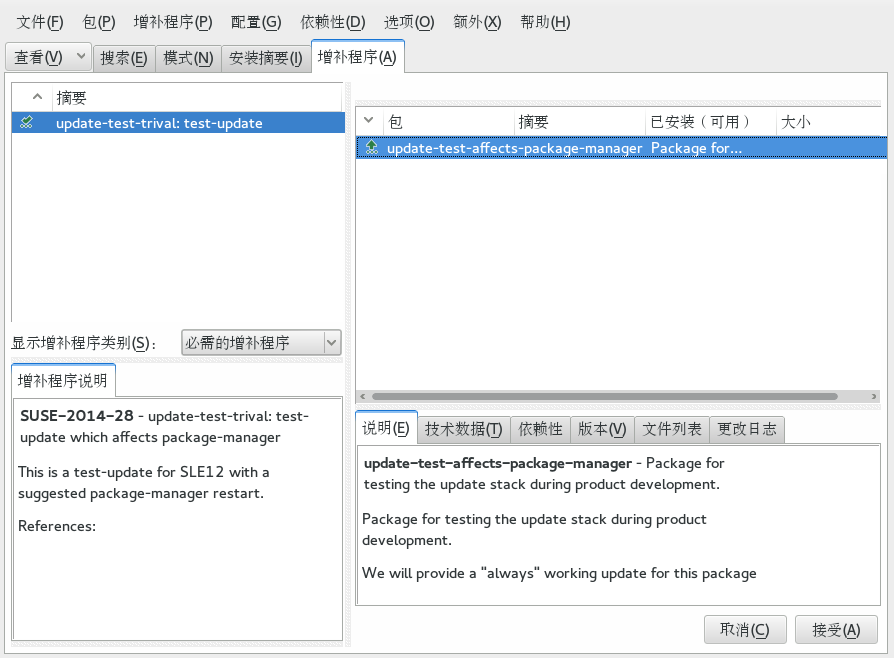 文件(F) 包(P) 增补程序(P) 配置(G) 依赖性(D) 选项(O) 额外(X) 帮助(H)
查看(V) 搜索(E) 模式(N) 安装摘要(I) 增补程序(A)
摘要
update-test-trival: test-update
显示增补程序类别(S)： 必需的增补程序
增补程序说明
SUSE-2014-28 - update-test-trival: test-
update which affects package-manager
This is a test-update for SLE12 with a
suggested package-manager restart.
References:
包 摘要 已安装（可用） 大小
update-test-affects-package-manager Package for...
说明(E) 技术数据(T) 依赖性 版本(V) 文件列表 更改日志
update-test-affects-package-manager - Package for
testing the update stack during product development.
Package for testing the update stack during product
development.
We will provide a "always" working update for this package
取消(C) 接受(A)